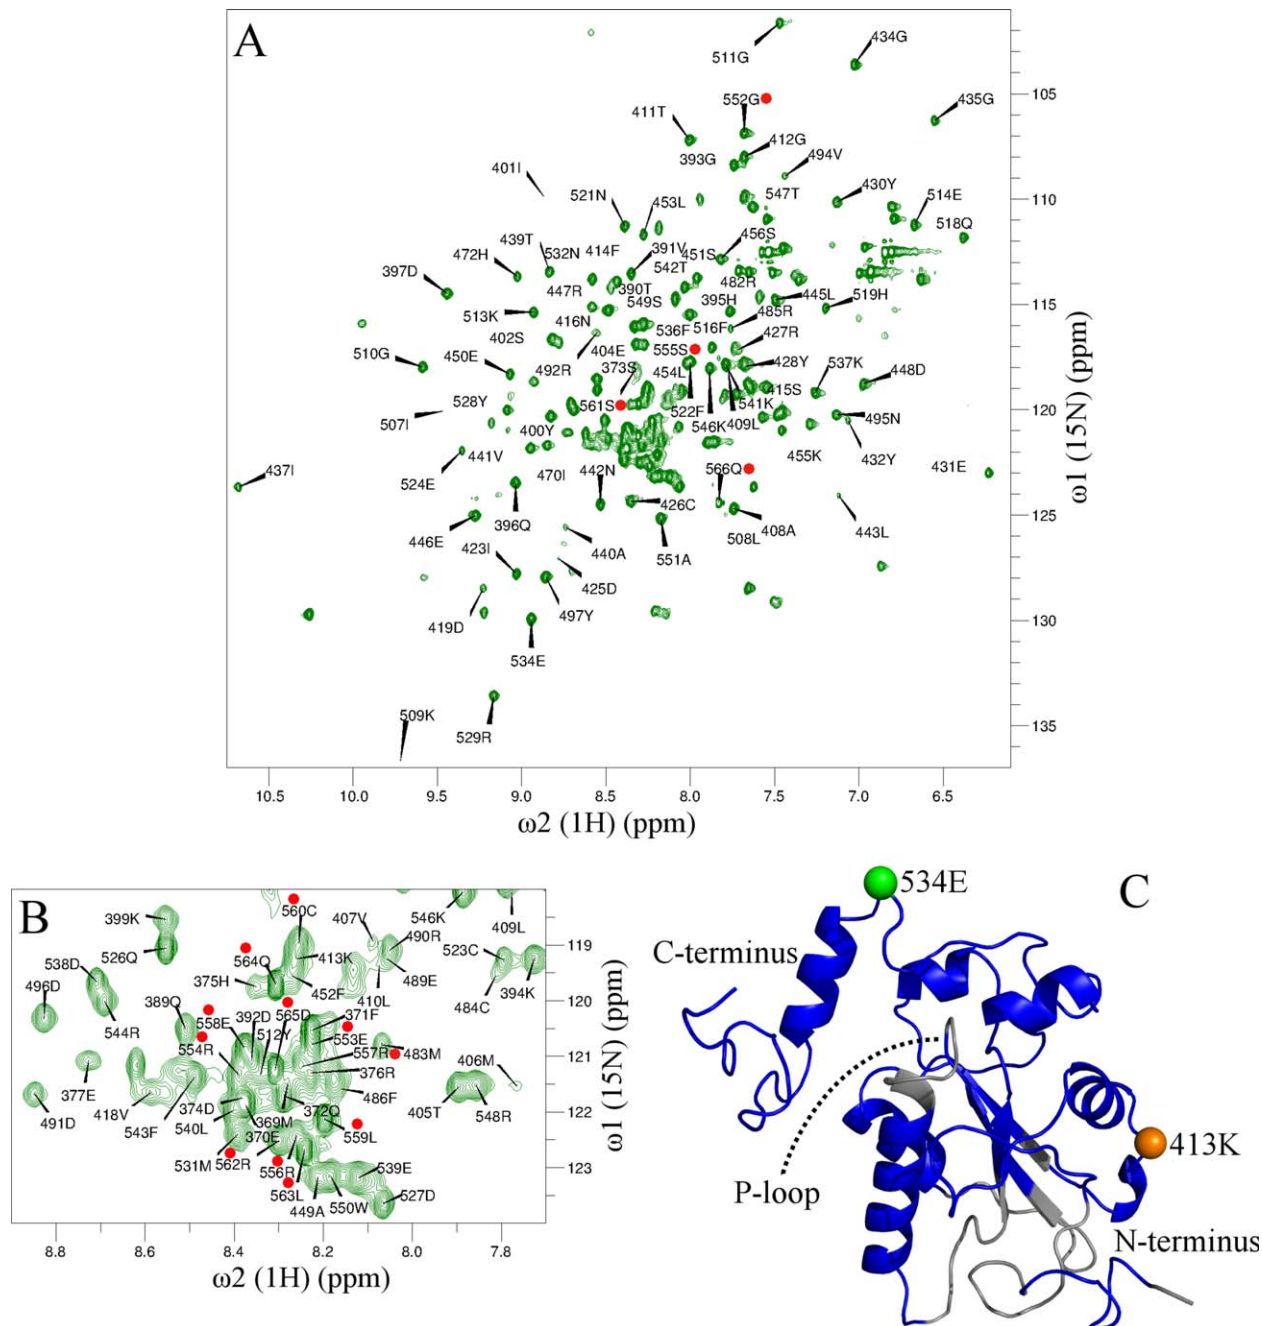 A
511G
434G
552G
105
435G
411T
412G
393G
494V
401I
110
547T
430Y
521N
453L
514E
439T
456S
518Q
532N
414F
391V
451S
472H
542T
397D
447R
390T
482R
549S
395H
445L
519H
115
513K
416N
485R
402S
536F
516F
427R
404E
555S
428Y
510G
450E
492R
373S
454L
537K
448D
415S
561S
541K
528Y
522F
120
507I
400Y
546K
409L
495N
455K
432Y
441V
470I
442N
566Q
431E
437I
524E
426C
396Q
408A
443L
125
446E
508L
423I
440A
551A
425D
419D
497Y
130
534E
509K
529R
135
ω1 (15N) (ppm)
10.5 10.0 9.5 9.0 8.5 8.0 7.5 7.0 6.5
ω2 (1H) (ppm)
B
560C
546K
409L
399K
407V
490R
119
526Q
564Q
413K
523C
538D
375H
489E
496D
452F
410L
484C
394K
389Q
565D
371F
120
544R
558E
392D
512Y
553E
554R
557R
483M
121
376R
406M
377E
418V
374D
486F
405T
548R
491D
543F
369M
372Q
122
540L
370E
559L
531M
562R
556R
539E
123
563L
550W
527D
449A
ω1 (15N) (ppm)
8.8 8.6 8.4 8.2 8.0 7.8
ω2 (1H) (ppm)
C
534E
C-terminus
413K
P-loop
N-terminus